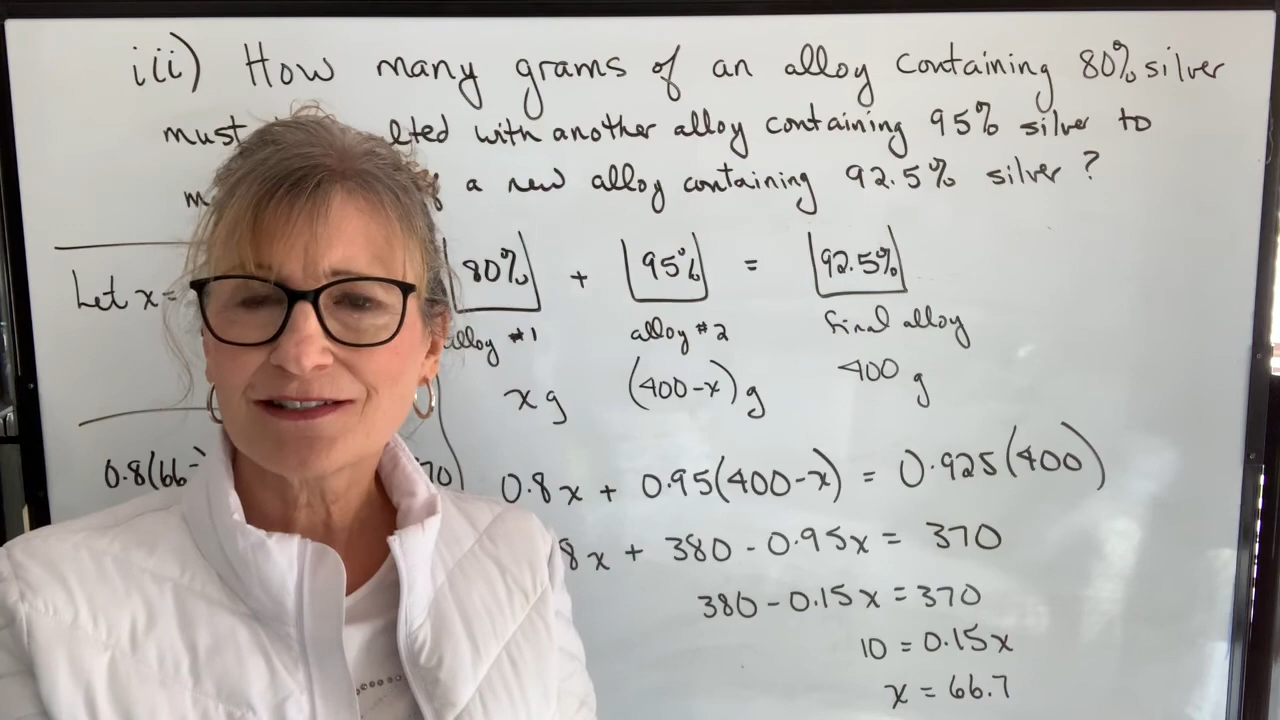 iii) How many grams of an alloy containing 80% silver
must lted with another alloy containing 95% silver to
m a new alloy containing 92.5% silver ?
80% + 95% = 92.5%
Let x =
alloy #1 alloy #2 final alloy
x g (400-x) g 400 g
0.8(66- 70)
0.8x + 0.95(400-x) = 0.925(400)
8x + 380 - 0.95x = 370
380 - 0.15x = 370
10 = 0.15x
x = 66.7